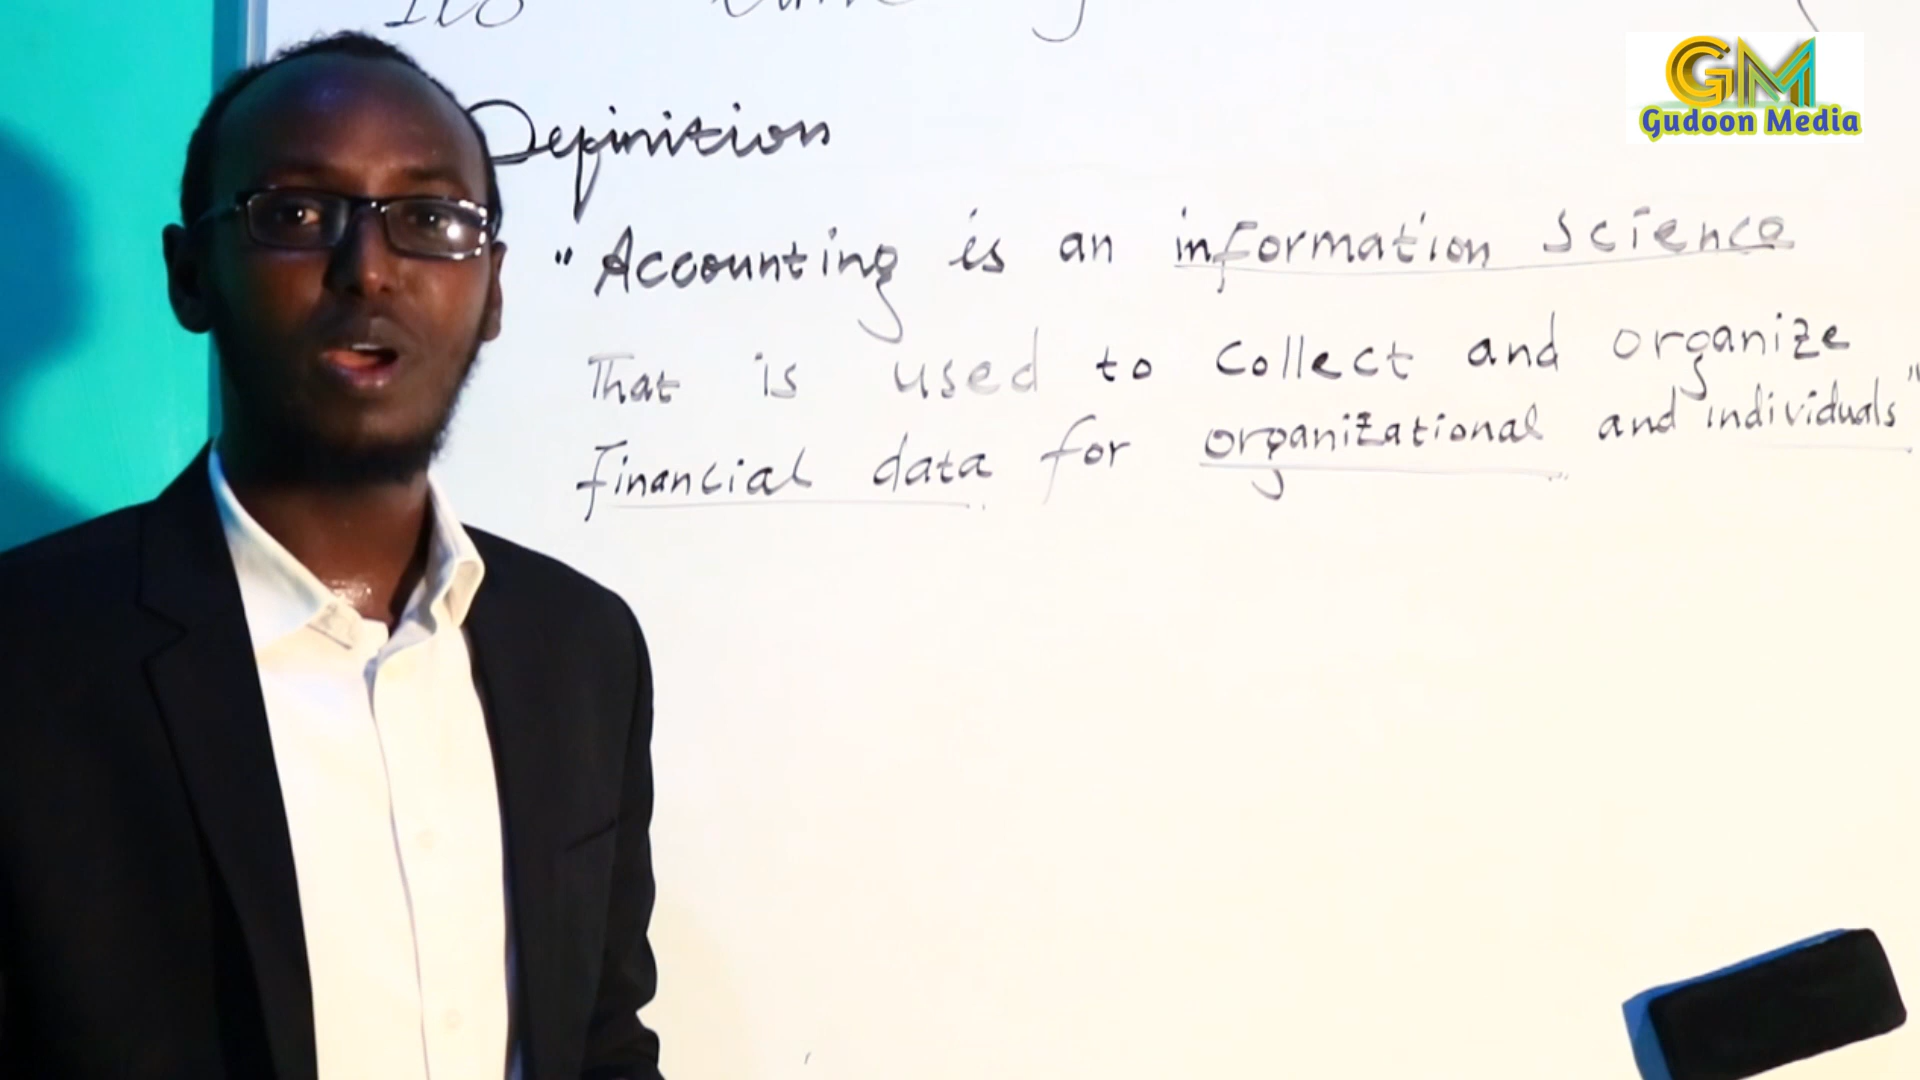 GM
Gudoon Media
Definition
"Accounting is an information Science
That is used to Collect and organize
financial data for organizational and individuals"